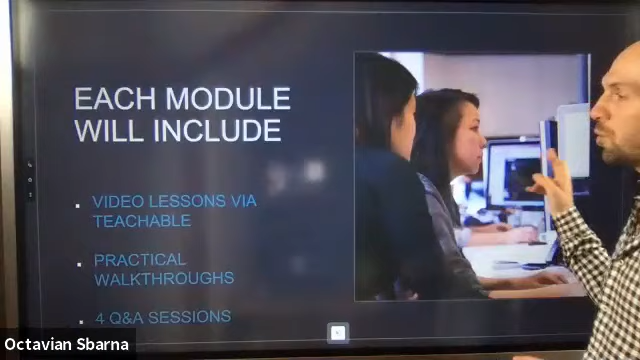 EACH MODULE
WILL INCLUDE
VIDEO LESSONS VIA
TEACHABLE
PRACTICAL
WALKTHROUGHS
4 Q&A SESSIONS
Octavian Sbarna